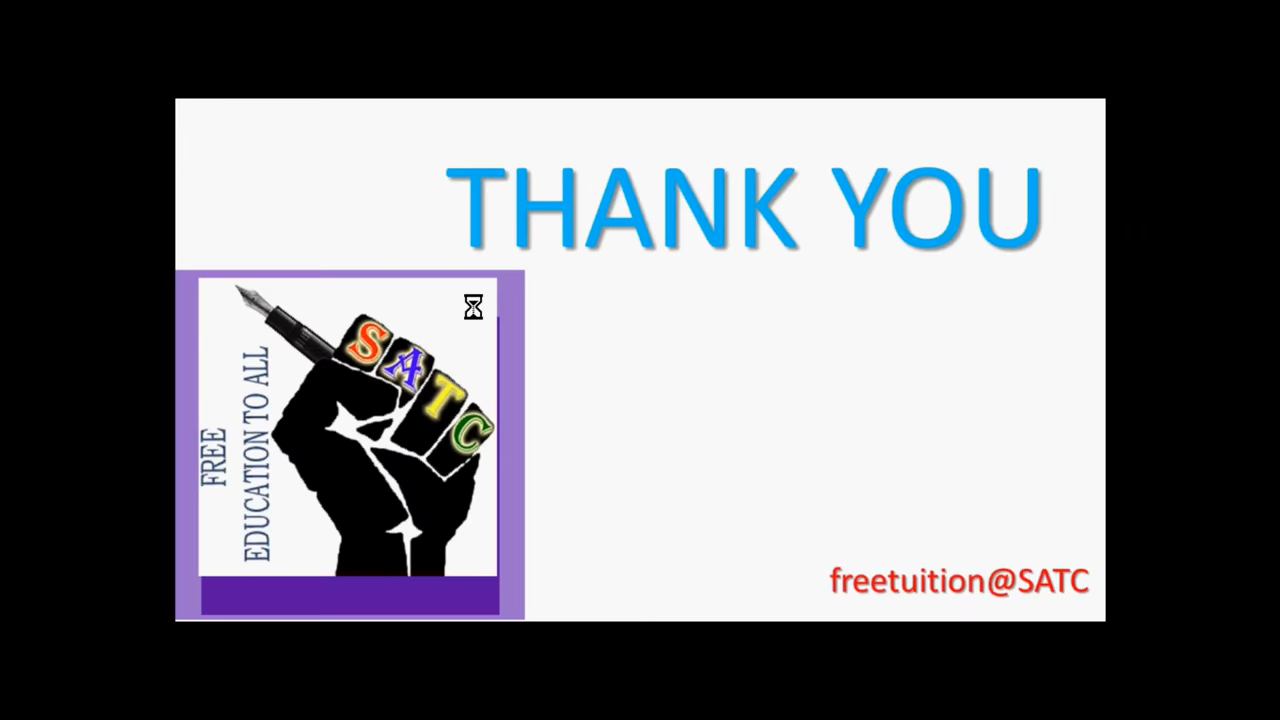 THANK YOU
FREE
EDUCATION TO ALL
SATC
freetuition@SATC